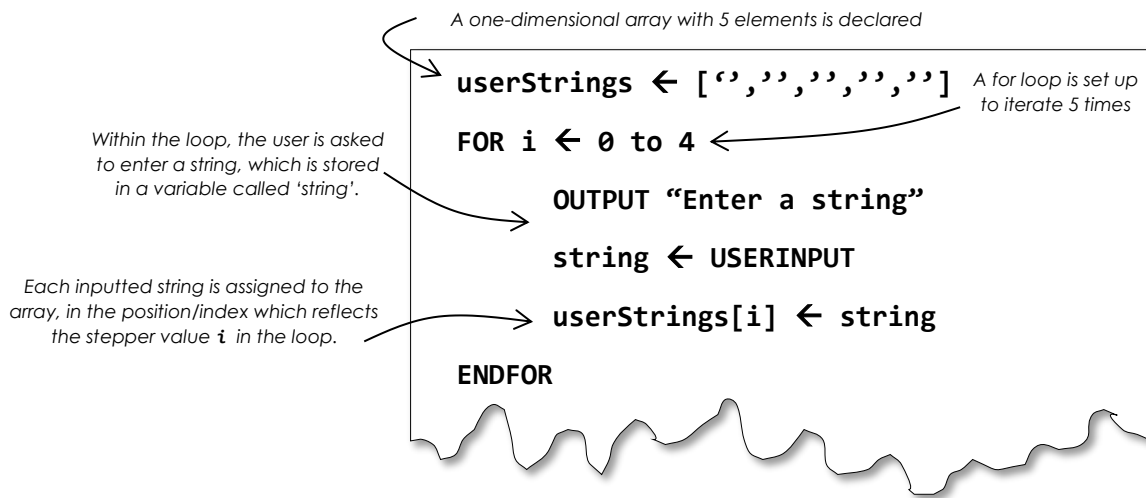 A one-dimensional array with 5 elements is declared
userStrings ← [‘’,’’,’’,’’,’’]
A for loop is set up
to iterate 5 times
FOR i ← 0 to 4
Within the loop, the user is asked
to enter a string, which is stored
in a variable called ‘string’.
OUTPUT “Enter a string”
string ← USERINPUT
Each inputted string is assigned to the
array, in the position/index which reflects
the stepper value i in the loop.
userStrings[i] ← string
ENDFOR